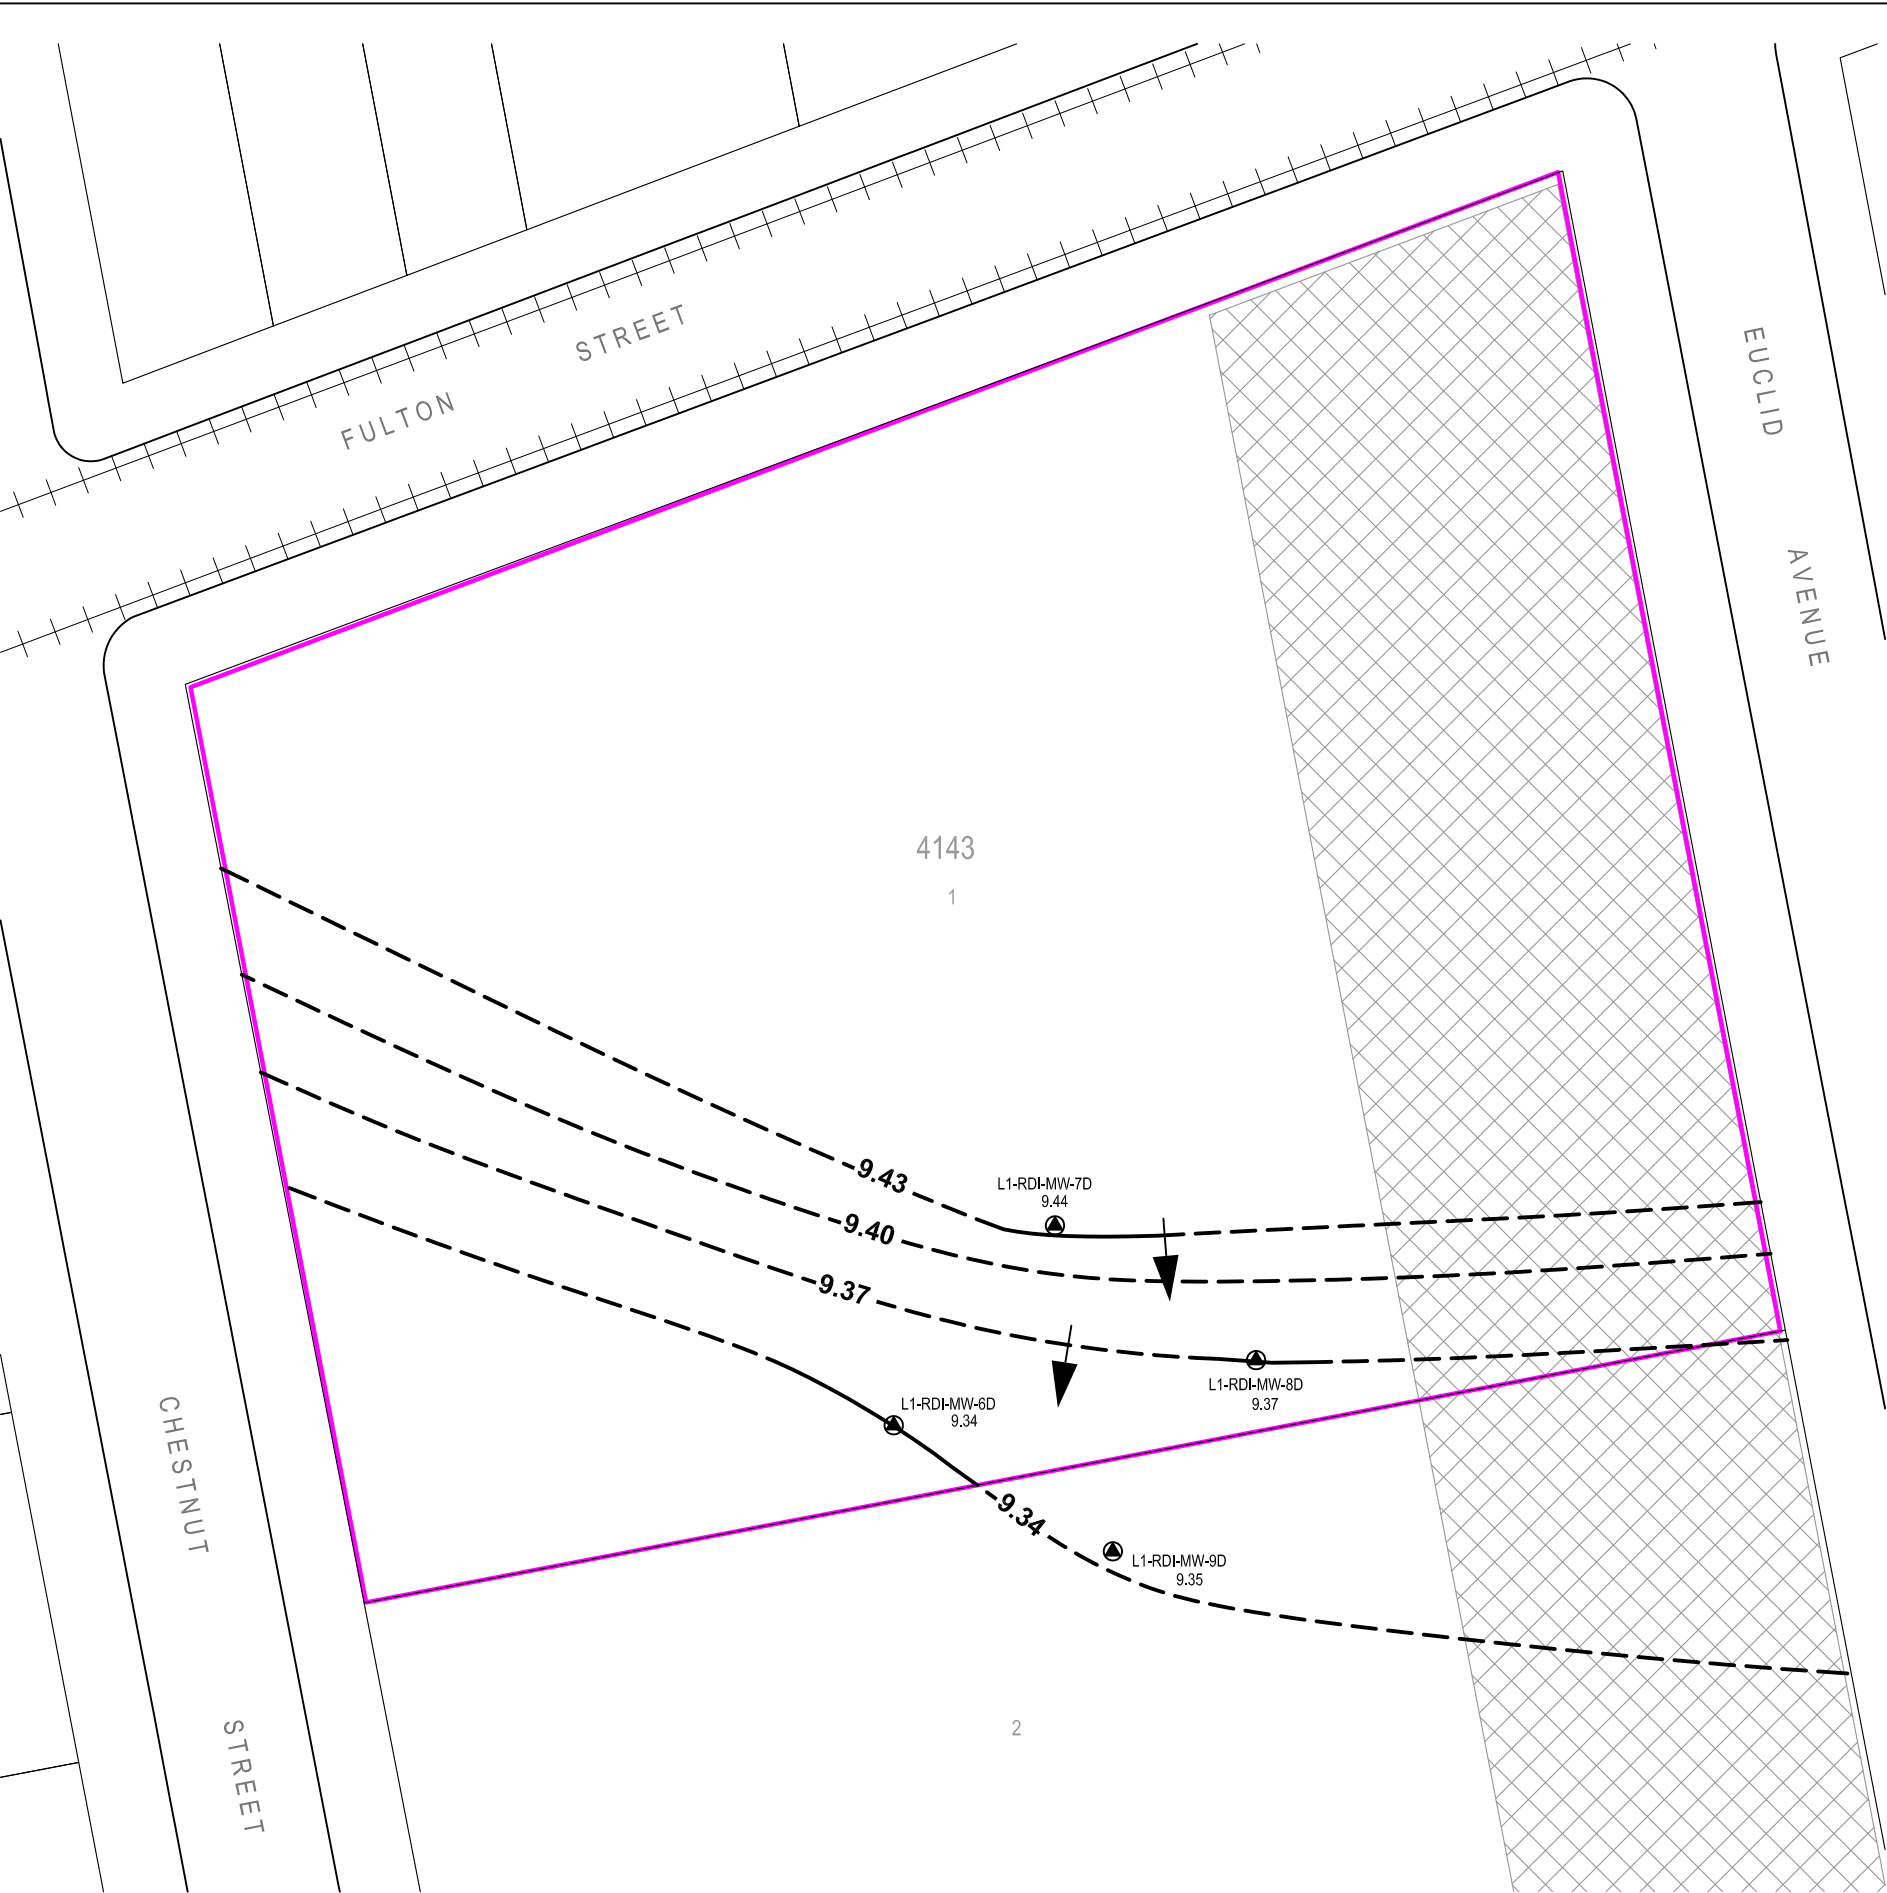 FULTON STREET
EUCLID AVENUE
4143
1
9.43
L1-RDI-MW-7D
9.44
9.40
9.37
L1-RDI-MW-8D
9.37
L1-RDI-MW-6D
9.34
9.34
L1-RDI-MW-9D
9.35
CHESTNUT STREET
2